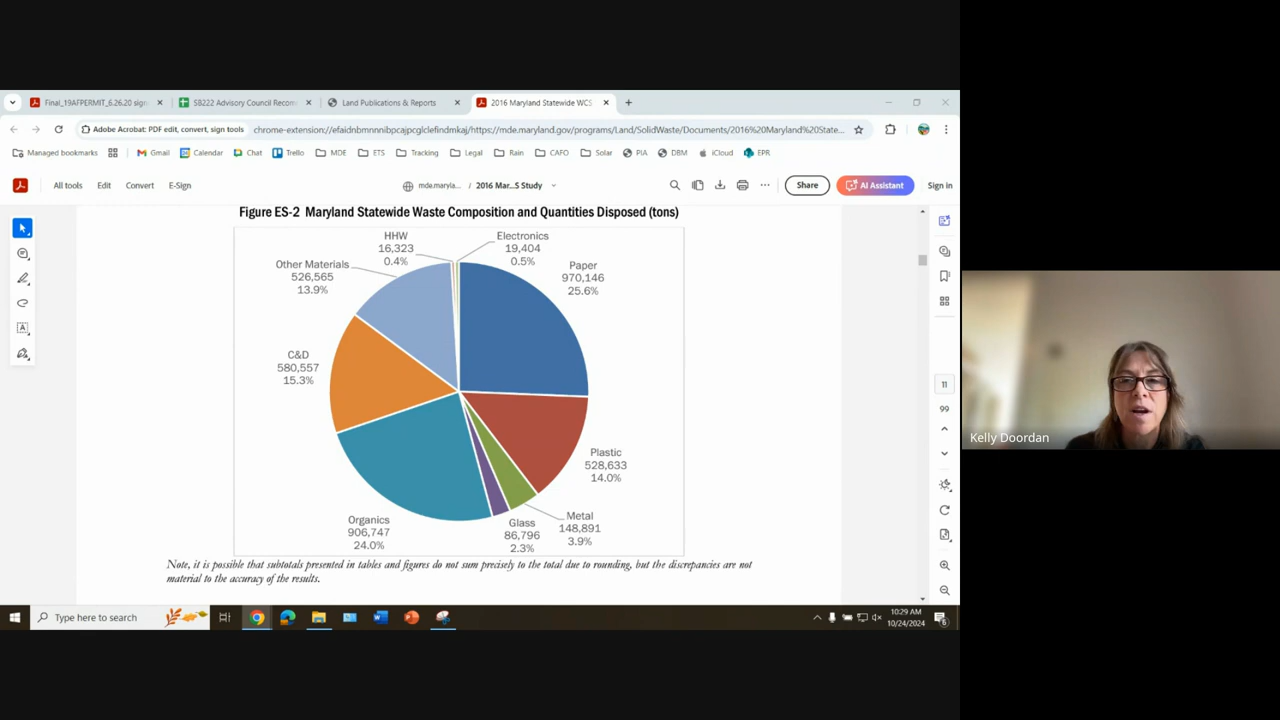 Final_19AFPERMIT_6.26.20 sig
SB222 Advisory Council Recom
Land Publications & Reports
2016 Maryland Statewide WCS
Adobe Acrobat: PDF edit, convert, sign tools
chrome-extension://efaidnbmnnnibpcajpcglclefindmkaj/https://mde.maryland.gov/programs/Land/SolidWaste/Documents/2016%20Maryland%20State...
Managed bookmarks
Gmail
Calendar
Chat
Trello
MDE
ETS
Tracking
Legal
Rain
CAFO
Solar
PIA
DBM
iCloud
EPR
All tools
Edit
Convert
E-Sign
mde.maryla... / 2016 Mar...S Study
Share
AI Assistant
Sign in
Figure ES-2 Maryland Statewide Waste Composition and Quantities Disposed (tons)
HHW
16,323
0.4%
Electronics
19,404
0.5%
Other Materials
526,565
13.9%
Paper
970,146
25.6%
C&D
580,557
15.3%
Plastic
528,633
14.0%
Organics
906,747
24.0%
Glass
86,796
2.3%
Metal
148,891
3.9%
Note, it is possible that subtotals presented in tables and figures do not sum precisely to the total due to rounding, but the discrepancies are not
material to the accuracy of the results.
11
99
Kelly Doordan
Type here to search
10:29 AM
10/24/2024
6